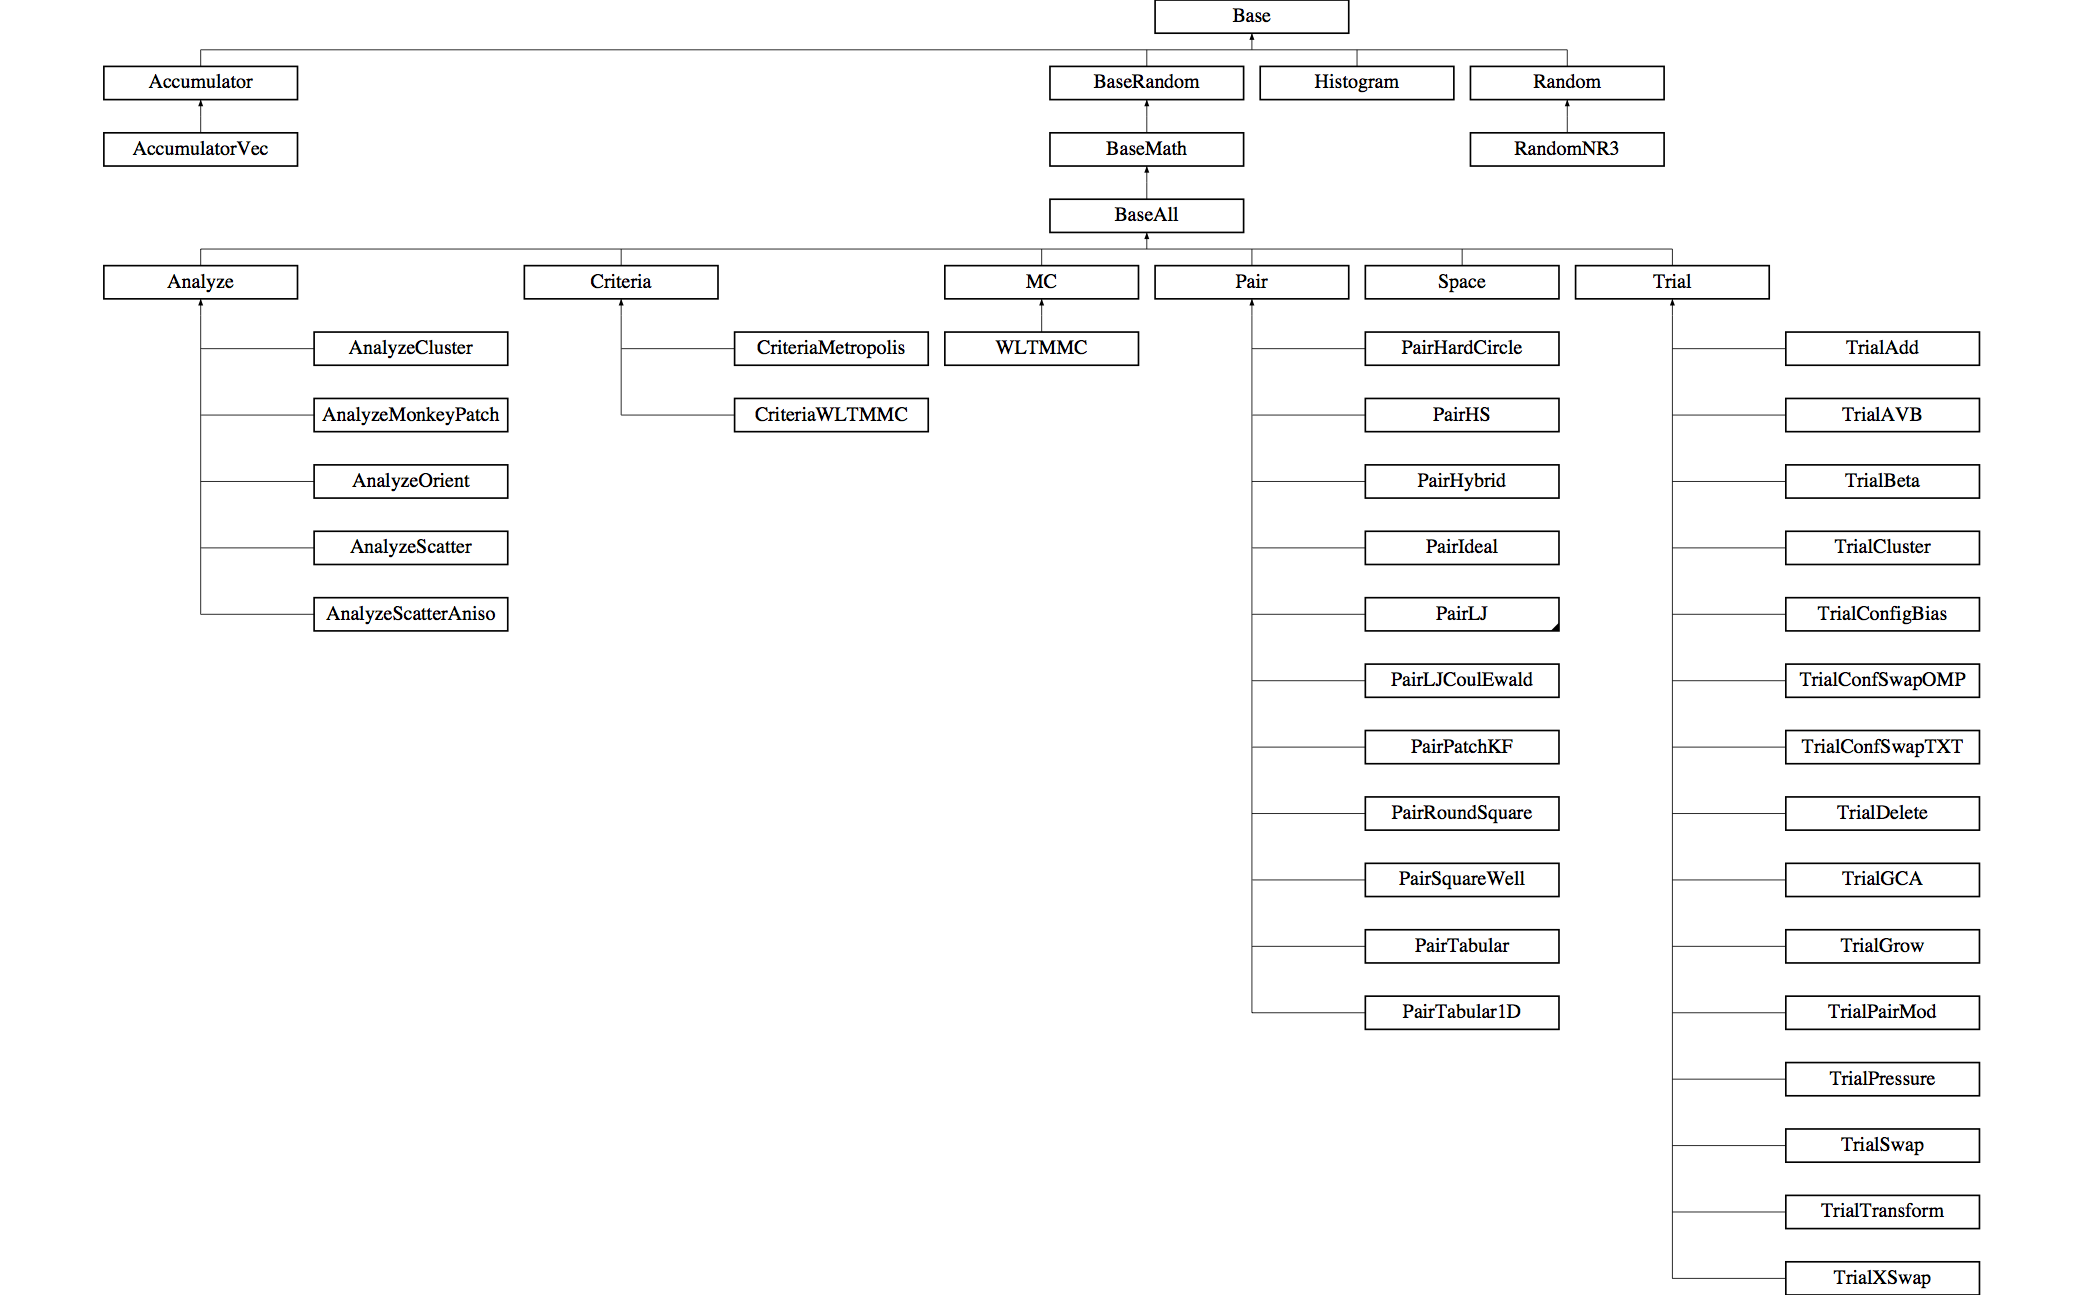 Base
Accumulator
BaseRandom
Histogram
Random
AccumulatorVec
BaseMath
RandomNR3
BaseAll
Analyze
Criteria
MC
Pair
Space
Trial
AnalyzeCluster
CriteriaMetropolis
WLTMMC
PairHardCircle
TrialAdd
AnalyzeMonkeyPatch
CriteriaWLTMMC
PairHS
TrialAVB
AnalyzeOrient
PairHybrid
TrialBeta
AnalyzeScatter
PairIdeal
TrialCluster
AnalyzeScatterAniso
PairLJ
TrialConfigBias
PairLJCoulEwald
TrialConfSwapOMP
PairPatchKF
TrialConfSwapTXT
PairRoundSquare
TrialDelete
PairSquareWell
TrialGCA
PairTabular
TrialGrow
PairTabular1D
TrialPairMod
TrialPressure
TrialSwap
TrialTransform
TrialXSwap